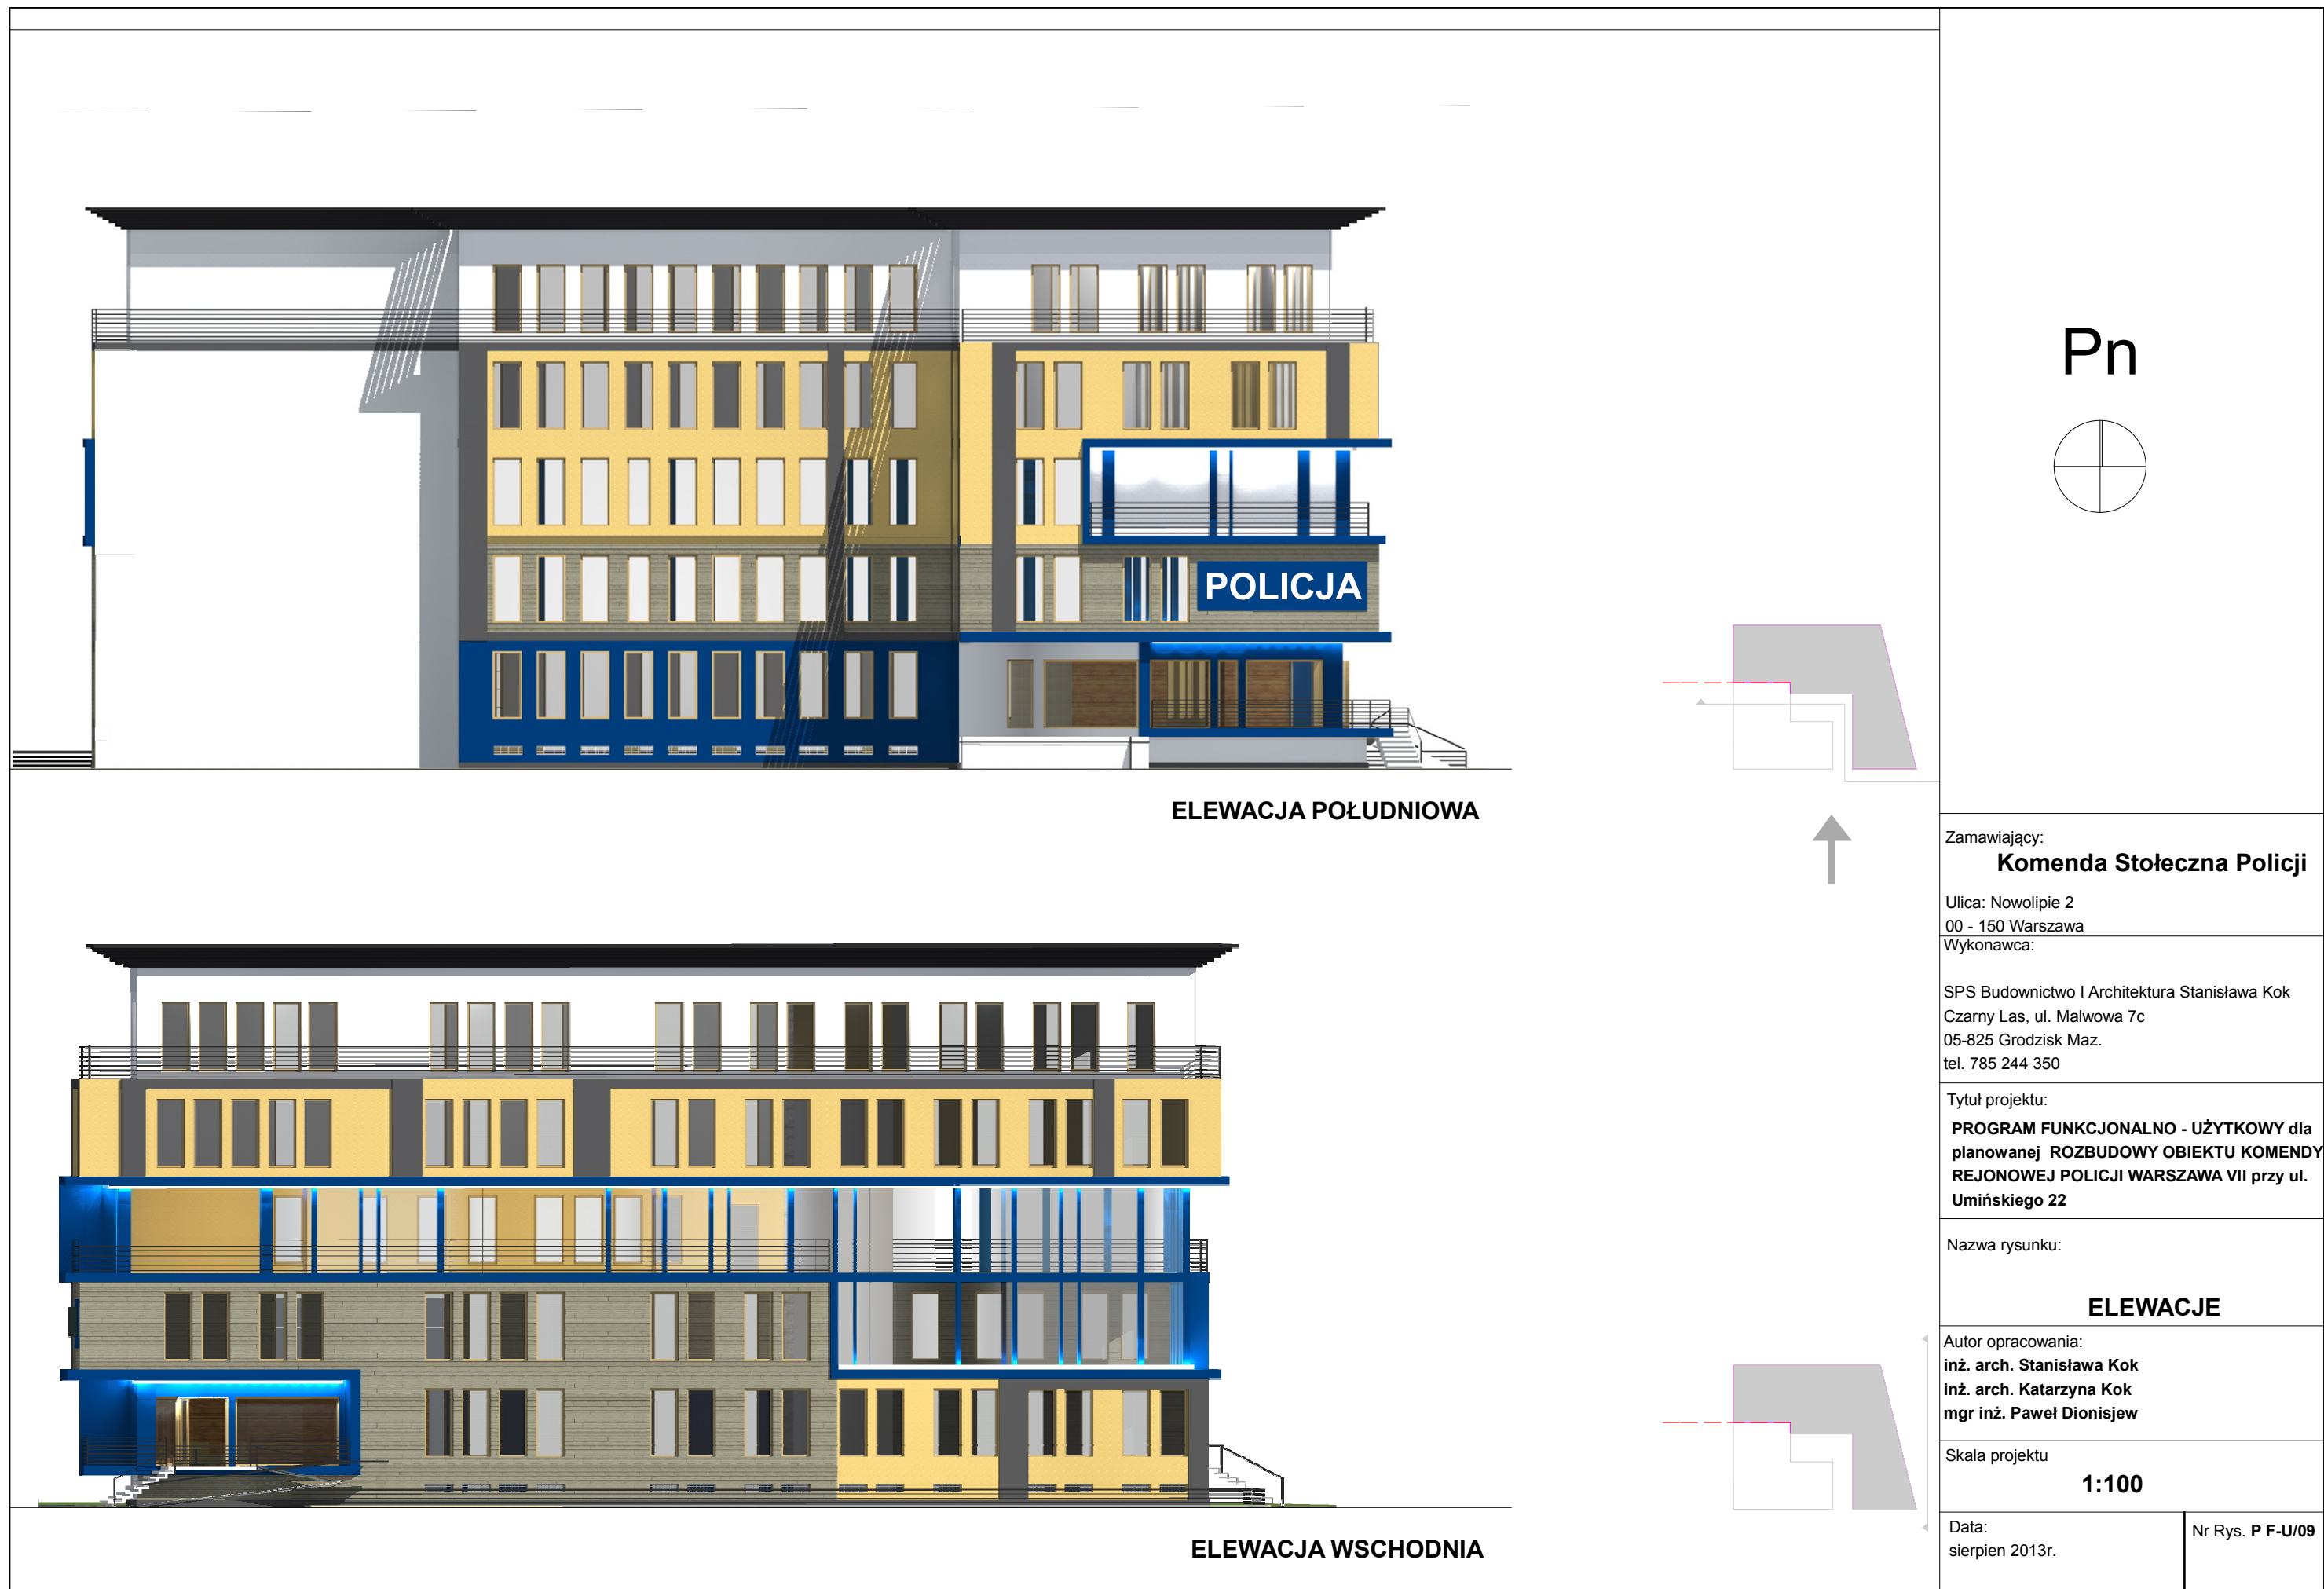 POLICJA
ELEWACJA POŁUDNIOWA
ELEWACJA WSCHODNIA
Pn
Zamawiający:
Komenda Stołeczna Policji
Ulica: Nowolipie 2
00 - 150 Warszawa
Wykonawca:
SPS Budownictwo I Architektura Stanisława Kok
Czarny Las, ul. Malwowa 7c
05-825 Grodzisk Maz.
tel. 785 244 350
Tytuł projektu:
PROGRAM FUNKCJONALNO - UŻYTKOWY dla
planowanej ROZBUDOWY OBIEKTU KOMENDY
REJONOWEJ POLICJI WARSZAWA VII przy ul.
Umińskiego 22
Nazwa rysunku:
ELEWACJE
Autor opracowania:
inż. arch. Stanisława Kok
inż. arch. Katarzyna Kok
mgr inż. Paweł Dionisjew
Skala projektu
1:100
Data:
sierpien 2013r.
Nr Rys. P F-U/09